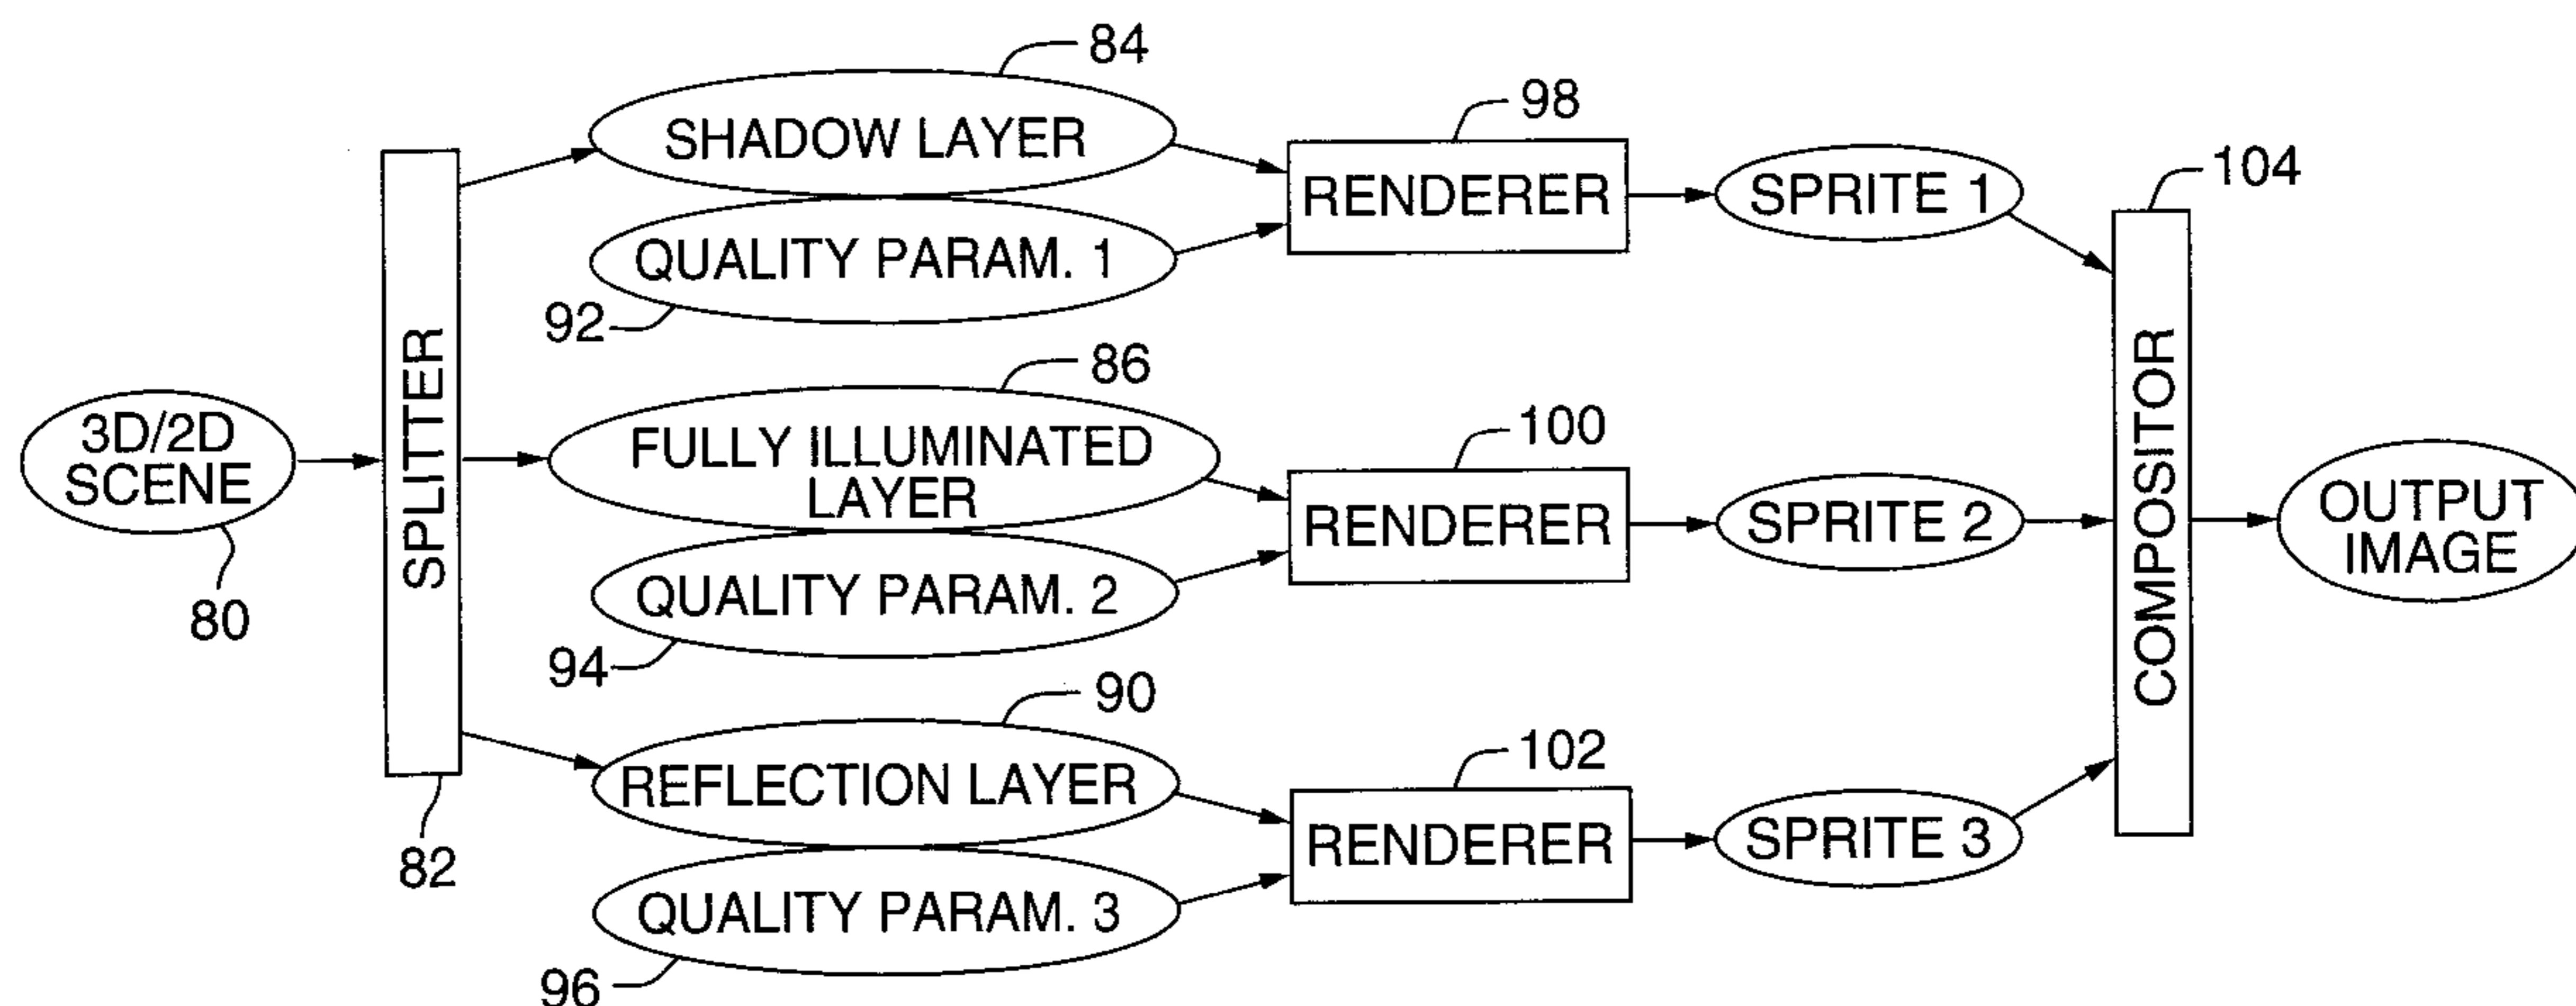 84
SHADOW LAYER
98
RENDERER
SPRITE 1
104
QUALITY PARAM. 1
92
86
3D/2D
SCENE
80
SPLITTER
82
FULLY ILLUMINATED
LAYER
100
RENDERER
SPRITE 2
COMPOSITOR
OUTPUT
IMAGE
QUALITY PARAM. 2
94
90
REFLECTION LAYER
102
RENDERER
SPRITE 3
QUALITY PARAM. 3
96